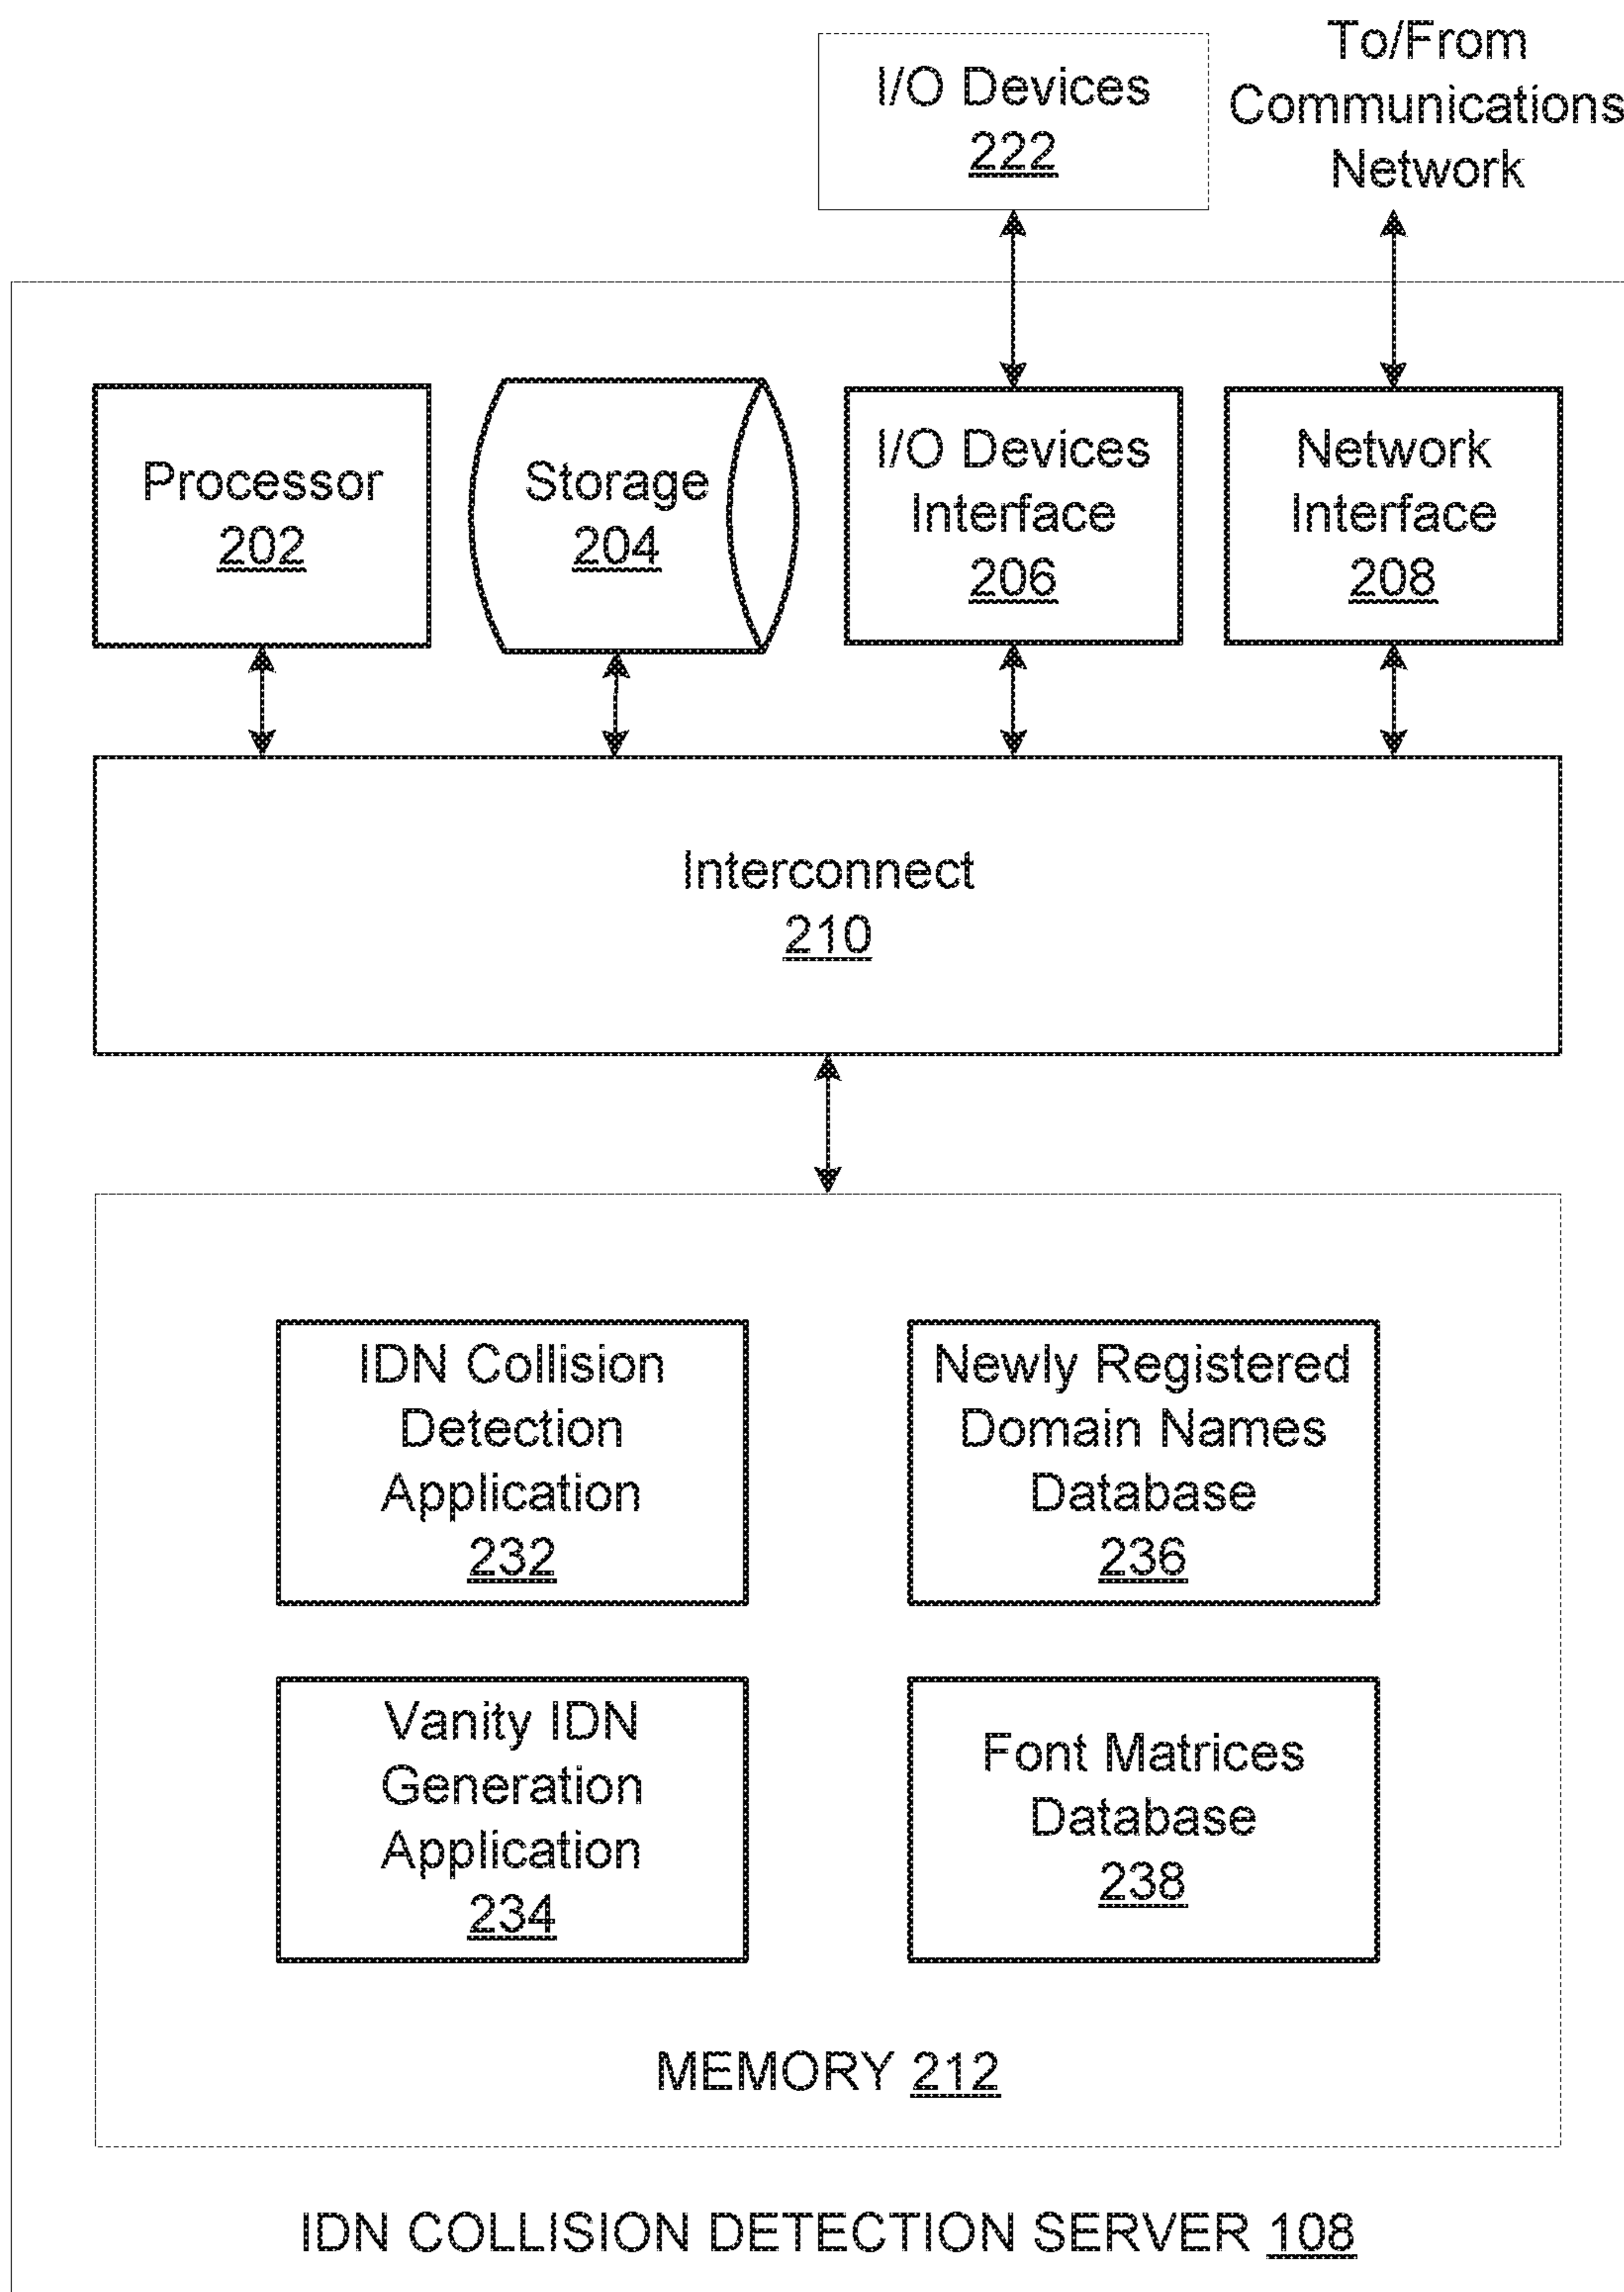 I/O Devices
222
To/From
Communications
Network
Processor
202
Storage
204
I/O Devices
Interface
206
Network
Interface
208
Interconnect
210
IDN Collision
Detection
Application
232
Newly Registered
Domain Names
Database
236
Vanity IDN
Generation
Application
234
Font Matrices
Database
238
MEMORY 212
IDN COLLISION DETECTION SERVER 108